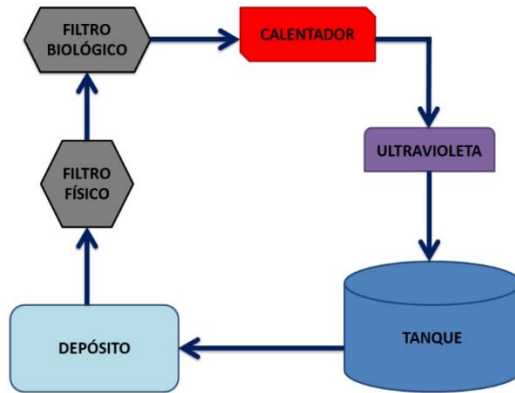 FILTRO
BIOLÓGICO
CALENTADOR
ULTRAVIOLETA
FILTRO
FÍSICO
DEPÓSITO
TANQUE